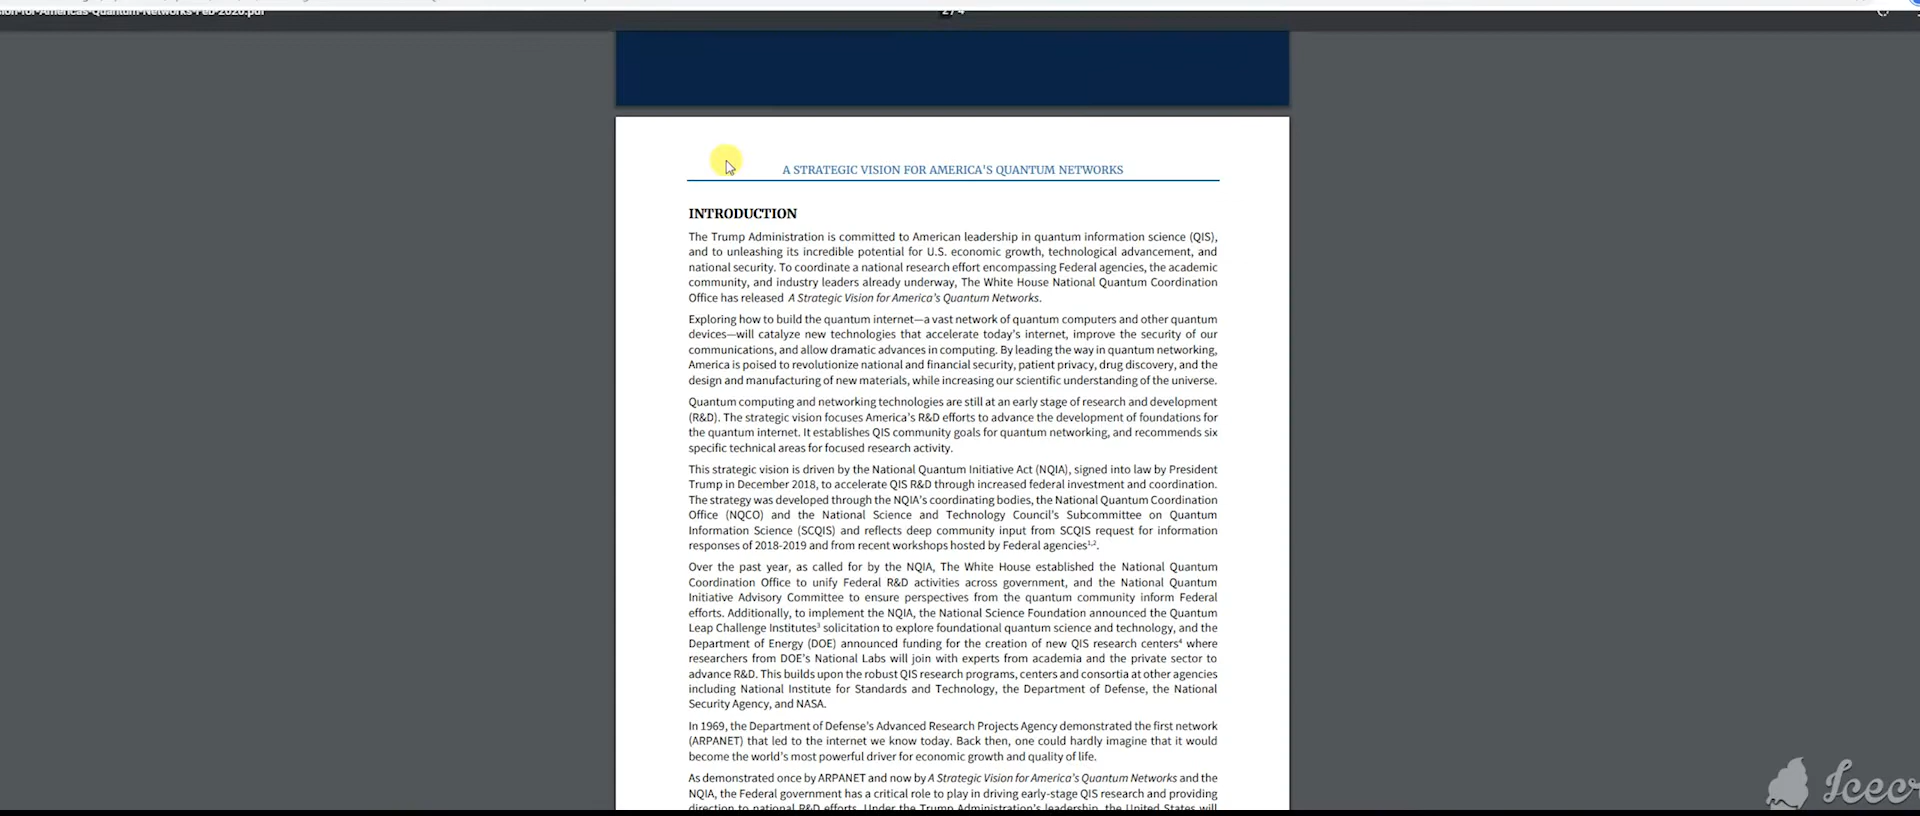 ion-for-Americas-Quantum-Networks-Feb-2020.pdf
2 / 4
A STRATEGIC VISION FOR AMERICA'S QUANTUM NETWORKS
INTRODUCTION
The Trump Administration is committed to American leadership in quantum information science (QIS),
and to unleashing its incredible potential for U.S. economic growth, technological advancement, and
national security. To coordinate a national research effort encompassing Federal agencies, the academic
community, and industry leaders already underway, The White House National Quantum Coordination
Office has released A Strategic Vision for America's Quantum Networks.
Exploring how to build the quantum internet—a vast network of quantum computers and other quantum
devices—will catalyze new technologies that accelerate today's internet, improve the security of our
communications, and allow dramatic advances in computing. By leading the way in quantum networking,
America is poised to revolutionize national and financial security, patient privacy, drug discovery, and the
design and manufacturing of new materials, while increasing our scientific understanding of the universe.
Quantum computing and networking technologies are still at an early stage of research and development
(R&D). The strategic vision focuses America's R&D efforts to advance the development of foundations for
the quantum internet. It establishes QIS community goals for quantum networking, and recommends six
specific technical areas for focused research activity.
This strategic vision is driven by the National Quantum Initiative Act (NQIA), signed into law by President
Trump in December 2018, to accelerate QIS R&D through increased federal investment and coordination.
The strategy was developed through the NQIA's coordinating bodies, the National Quantum Coordination
Office (NQCO) and the National Science and Technology Council's Subcommittee on Quantum
Information Science (SCQIS) and reflects deep community input from SCQIS request for information
responses of 2018-2019 and from recent workshops hosted by Federal agencies1,2.
Over the past year, as called for by the NQIA, The White House established the National Quantum
Coordination Office to unify Federal R&D activities across government, and the National Quantum
Initiative Advisory Committee to ensure perspectives from the quantum community inform Federal
efforts. Additionally, to implement the NQIA, the National Science Foundation announced the Quantum
Leap Challenge Institutes3 solicitation to explore foundational quantum science and technology, and the
Department of Energy (DOE) announced funding for the creation of new QIS research centers4 where
researchers from DOE's National Labs will join with experts from academia and the private sector to
advance R&D. This builds upon the robust QIS research programs, centers and consortia at other agencies
including National Institute for Standards and Technology, the Department of Defense, the National
Security Agency, and NASA.
In 1969, the Department of Defense's Advanced Research Projects Agency demonstrated the first network
(ARPANET) that led to the internet we know today. Back then, one could hardly imagine that it would
become the world's most powerful driver for economic growth and quality of life.
As demonstrated once by ARPANET and now by A Strategic Vision for America's Quantum Networks and the
NQIA, the Federal government has a critical role to play in driving early-stage QIS research and providing
direction to national R&D efforts. Under the Trump Administration's leadership, the United States will
Icecr